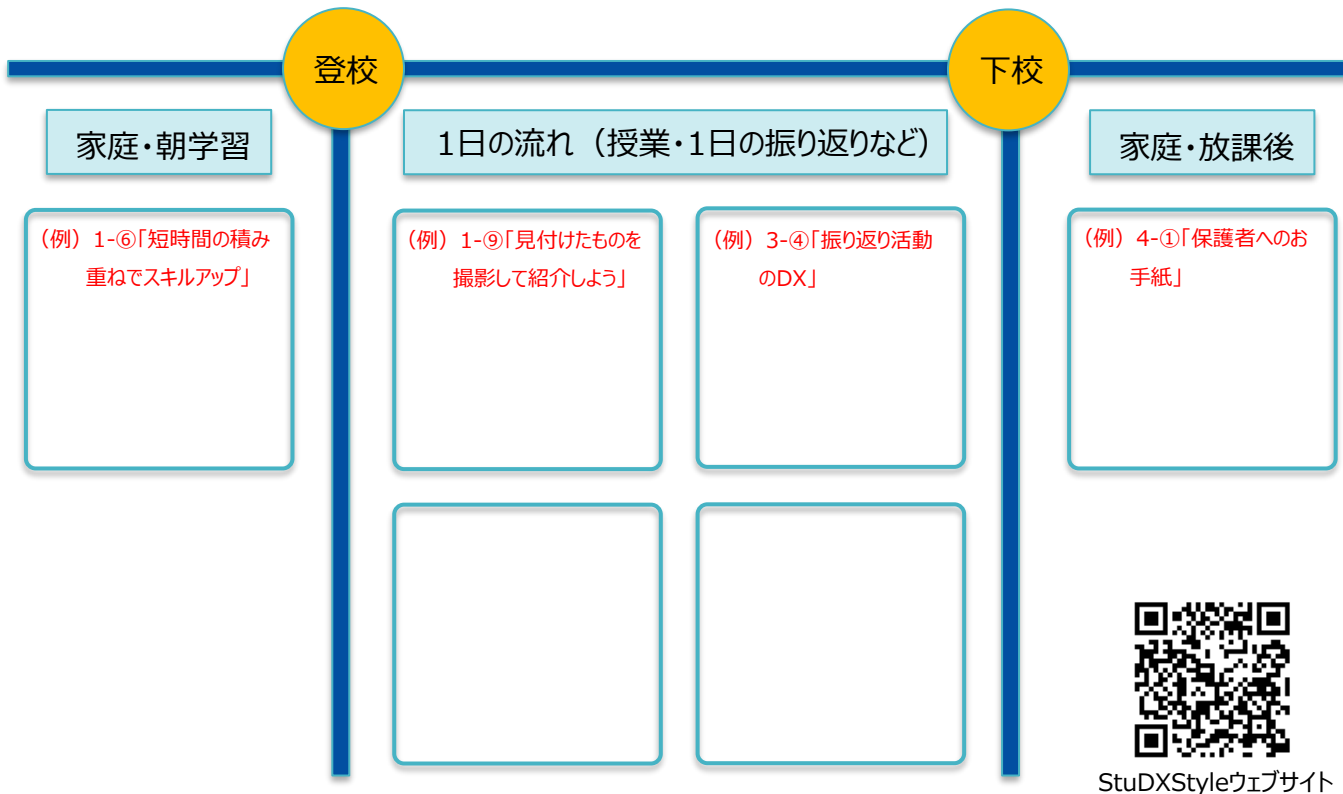 登校
下校
家庭・朝学習
1日の流れ（授業・1日の振り返りなど）
家庭・放課後
（例）1-⑥「短時間の積み
重ねでスキルアップ」
（例）1-⑨「見付けたものを
撮影して紹介しよう」
（例）3-④「振り返り活動
のDX」
（例）4-①「保護者へのお
手紙」
StuDXStyleウェブサイト